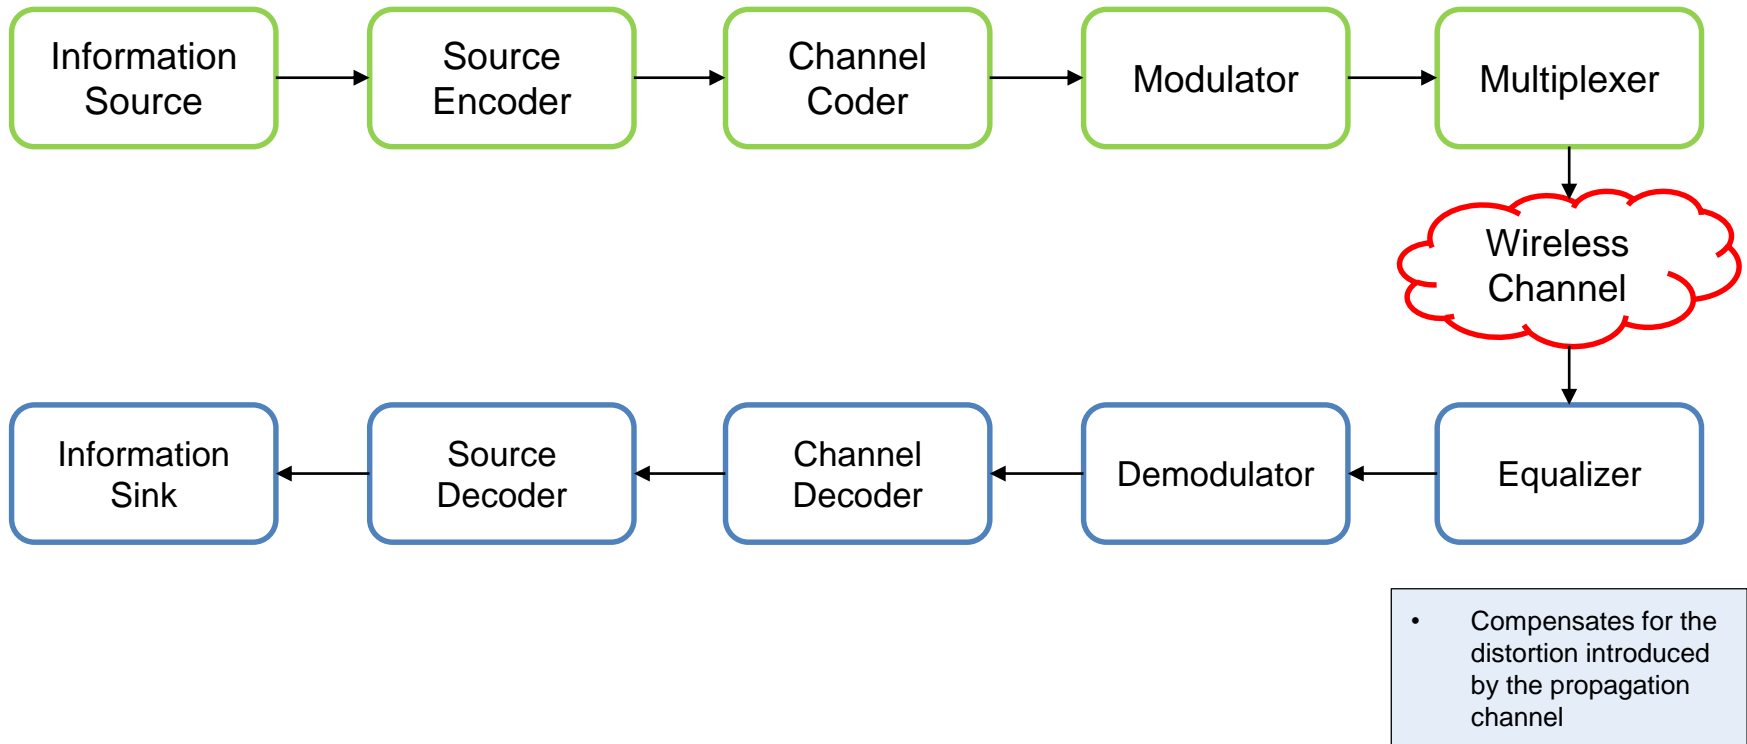 Information
Source
Source
Encoder
Channel
Coder
Modulator
Multiplexer
Wireless
Channel
Information
Sink
Source
Decoder
Channel
Decoder
Demodulator
Equalizer
• Compensates for the
distortion introduced
by the propagation
channel